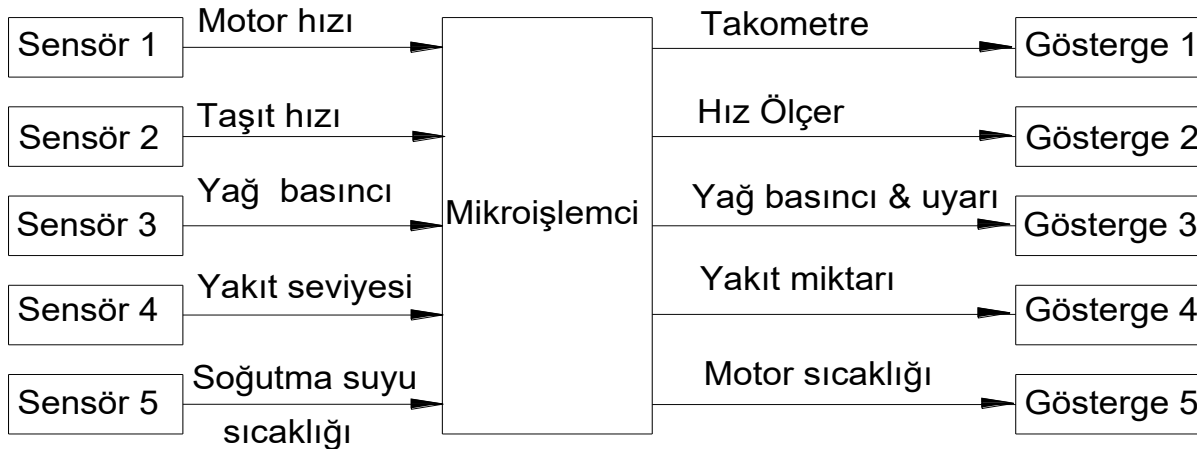 Sensör 1
Motor hızı
Takometre
Gösterge 1
Sensör 2
Taşıt hızı
Hız Ölçer
Gösterge 2
Sensör 3
Yağ basıncı
Mikroişlemci
Yağ basıncı & uyarı
Gösterge 3
Sensör 4
Yakıt seviyesi
Yakıt miktarı
Gösterge 4
Sensör 5
Soğutma suyu
sıcaklığı
Motor sıcaklığı
Gösterge 5